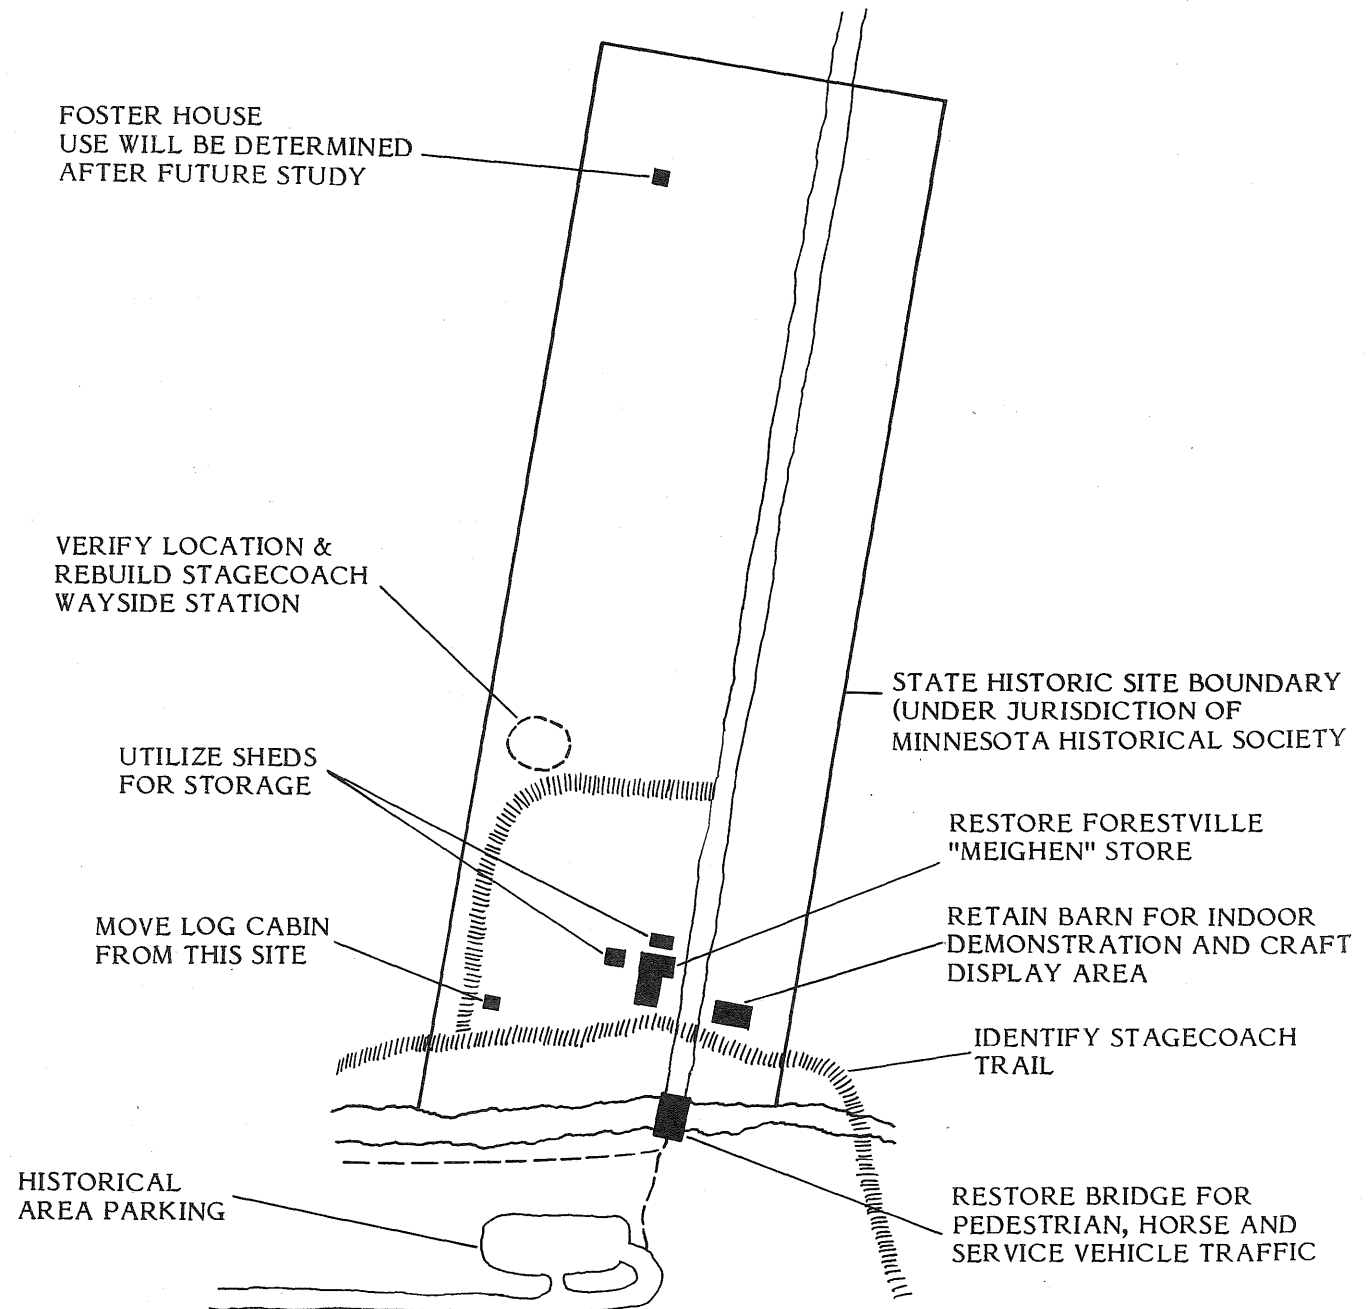 FOSTER HOUSE
USE WILL BE DETERMINED
AFTER FUTURE STUDY
VERIFY LOCATION &
REBUILD STAGECOACH
WAYSIDE STATION
STATE HISTORIC SITE BOUNDARY
(UNDER JURISDICTION OF
MINNESOTA HISTORICAL SOCIETY
UTILIZE SHEDS
FOR STORAGE
RESTORE FORESTVILLE
"MEIGHEN" STORE
MOVE LOG CABIN
FROM THIS SITE
RETAIN BARN FOR INDOOR
DEMONSTRATION AND CRAFT
DISPLAY AREA
IDENTIFY STAGECOACH
TRAIL
HISTORICAL
AREA PARKING
RESTORE BRIDGE FOR
PEDESTRIAN, HORSE AND
SERVICE VEHICLE TRAFFIC